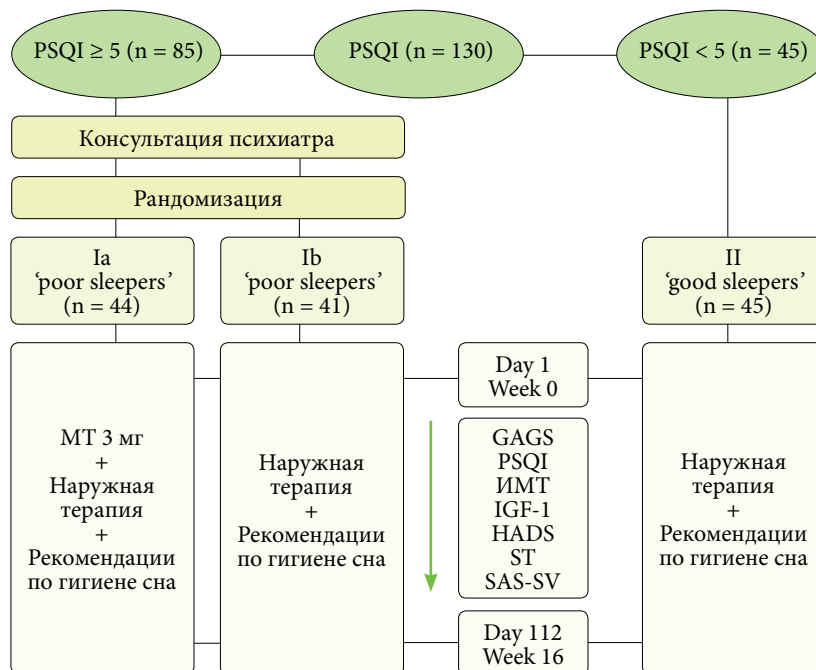 PSQI ≥ 5 (n = 85)
PSQI (n = 130)
PSQI < 5 (n = 45)
Консультация психиатра
Рандомизация
Ia
‘poor sleepers’
(n = 44)
Ib
‘poor sleepers’
(n = 41)
II
‘good sleepers’
(n = 45)
МТ 3 мг
+
Наружная
терапия
+
Рекомендации
по гигиене сна
Наружная
терапия
+
Рекомендации
по гигиене сна
Day 1
Week 0
GAGS
PSQI
ИМТ
IGF-1
HADS
ST
SAS-SV
Day 112
Week 16
Наружная
терапия
+
Рекомендации
по гигиене сна